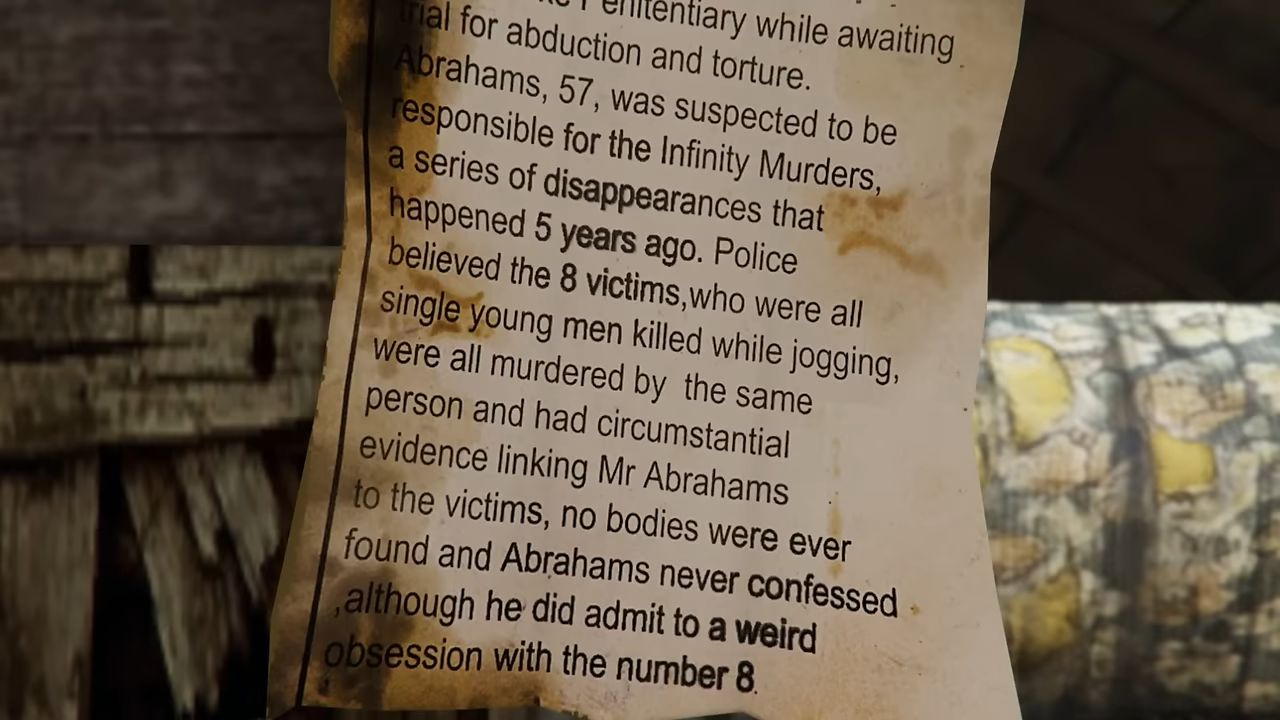 Penitentiary while awaiting
trial for abduction and torture.
Abrahams, 57, was suspected to be
responsible for the Infinity Murders,
a series of disappearances that
happened 5 years ago. Police
believed the 8 victims,who were all
single young men killed while jogging,
were all murdered by  the same
person and had circumstantial
evidence linking Mr Abrahams
to the victims, no bodies were ever
found and Abrahams never confessed
,although he did admit to a weird
obsession with the number 8.